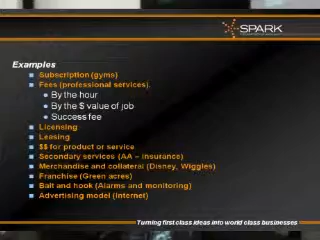 SPARK
Examples
Subscription (gyms)
Fees (professional services).
By the hour
By the $ value of job
Success fee
Licensing
Leasing
$$ for product or service
Secondary services (AA – insurance)
Merchandise and collateral (Disney, Wiggles)
Franchise (Green acres)
Bait and hook (Alarms and monitoring)
Advertising model (Internet)
Turning first class ideas into world class businesses